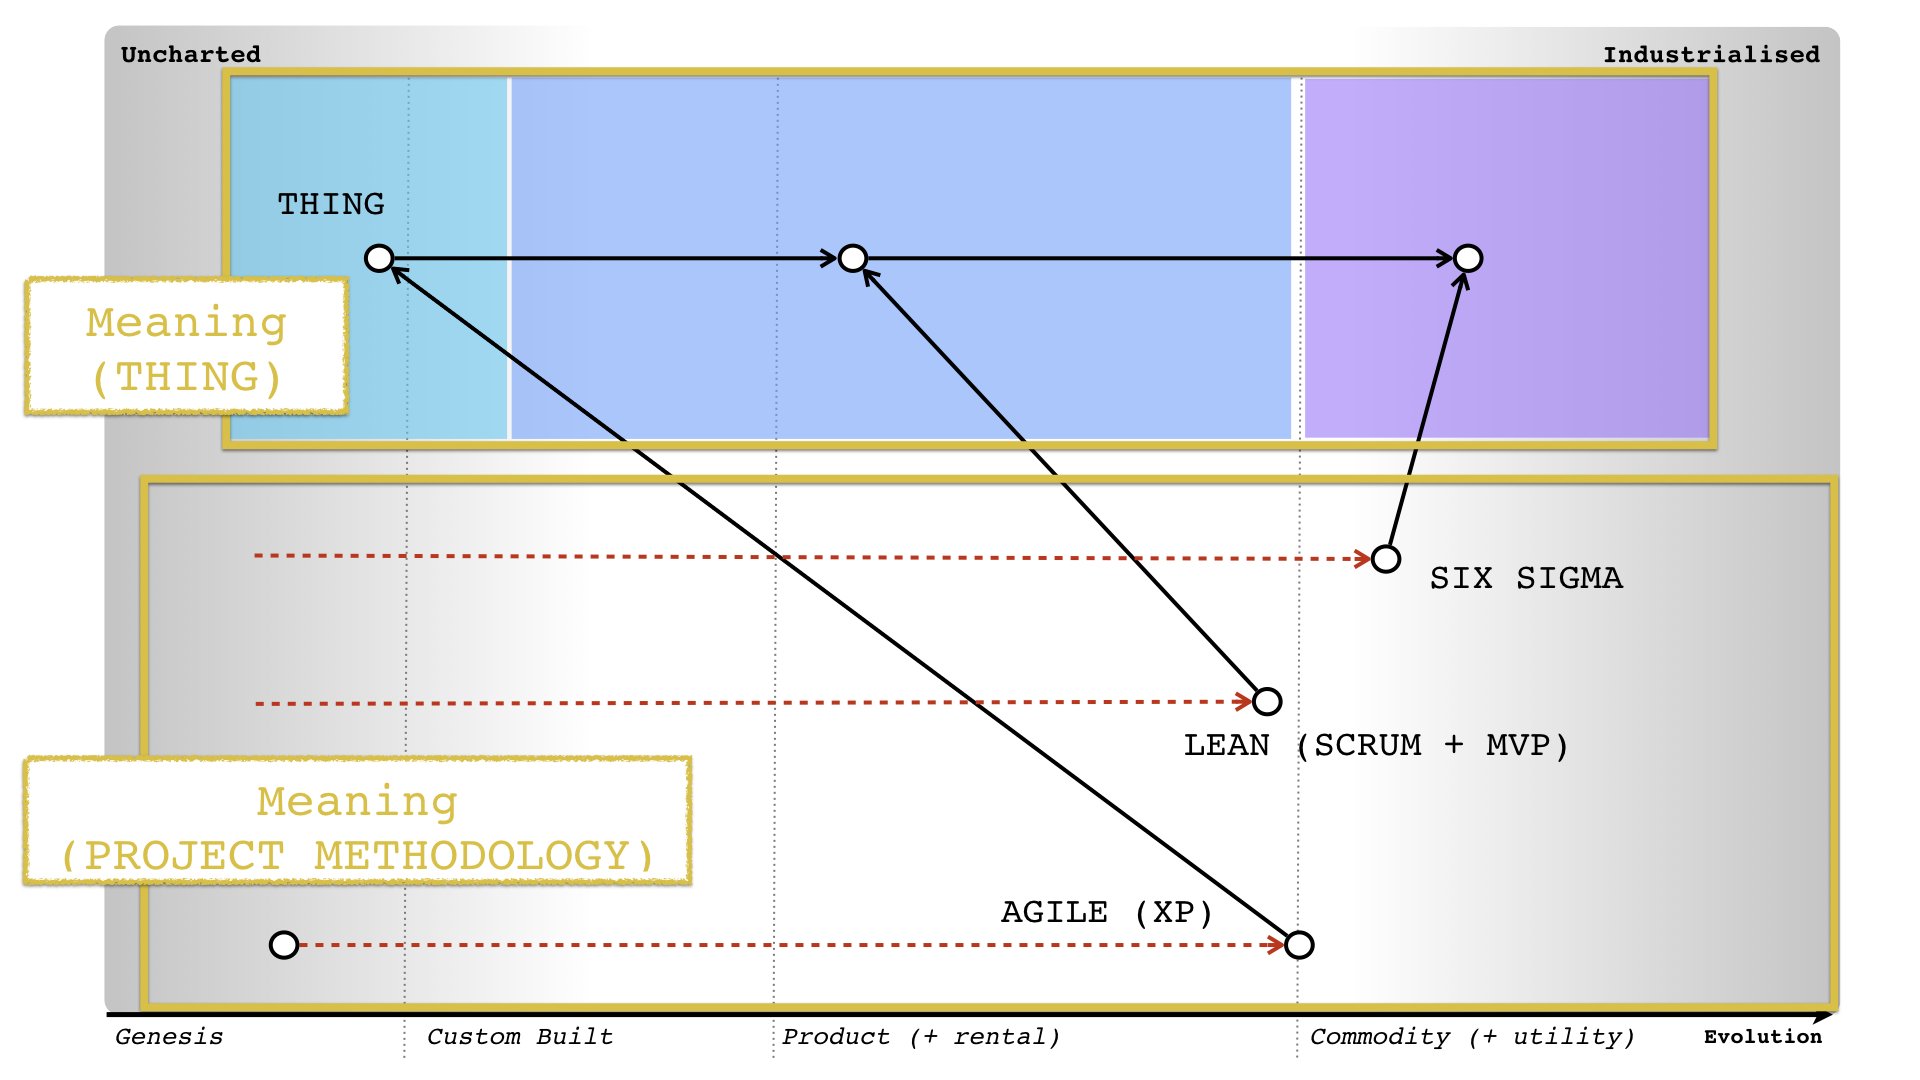 Uncharted
Industrialised
THING
Meaning
(THING)
SIX SIGMA
LEAN (SCRUM + MVP)
Meaning
(PROJECT METHODOLOGY)
AGILE (XP)
Genesis
Custom Built
Product (+ rental)
Commodity (+ utility)
Evolution